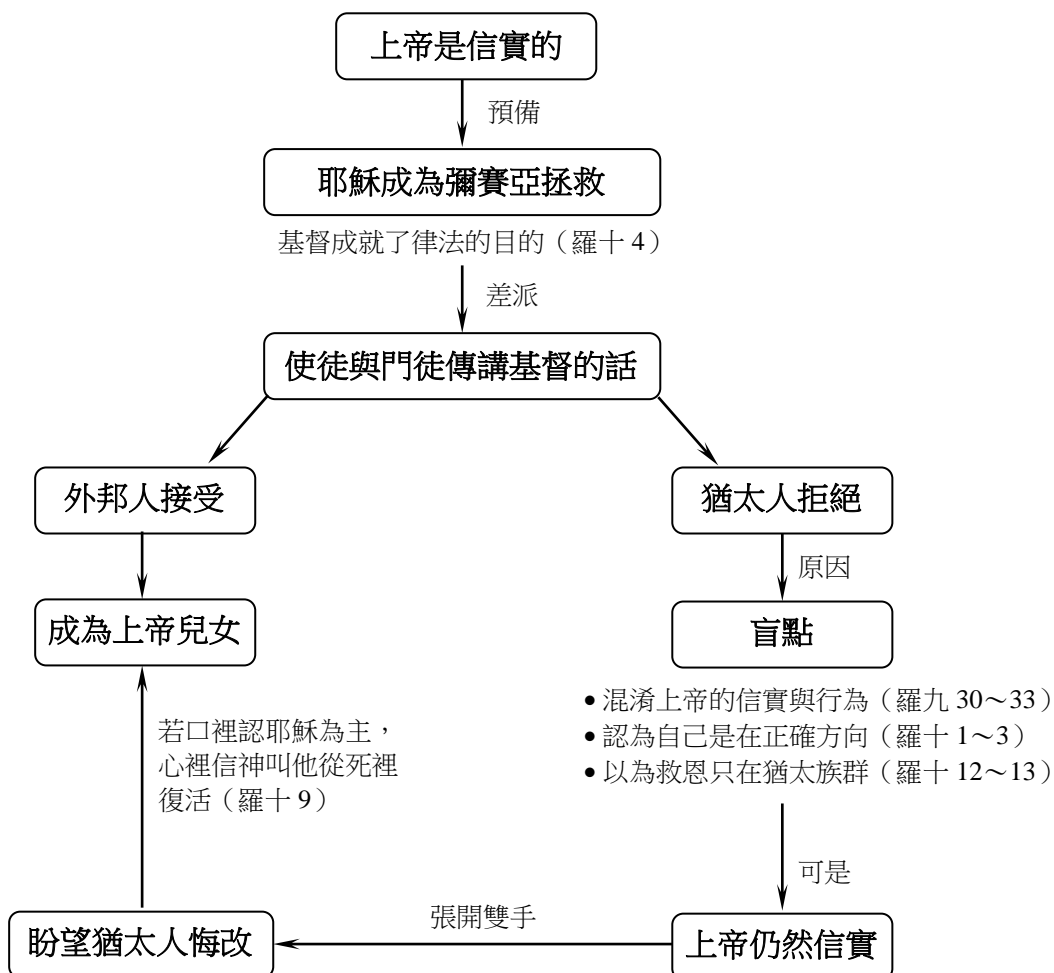 上帝是信實的
預備
耶穌成為彌賽亞拯救
基督成就了律法的目的（羅十 4）
差派
使徒與門徒傳講基督的話
外邦人接受
猶太人拒絕
原因
成為上帝兒女
盲點
• 混淆上帝的信實與行為（羅九 30～33）
• 認為自己是在正確方向（羅十 1～3）
• 以為救恩只在猶太族群（羅十 12～13）
若口裡認耶穌為主，
心裡信神叫他從死裡
復活（羅十 9）
可是
張開雙手
盼望猶太人悔改
上帝仍然信實